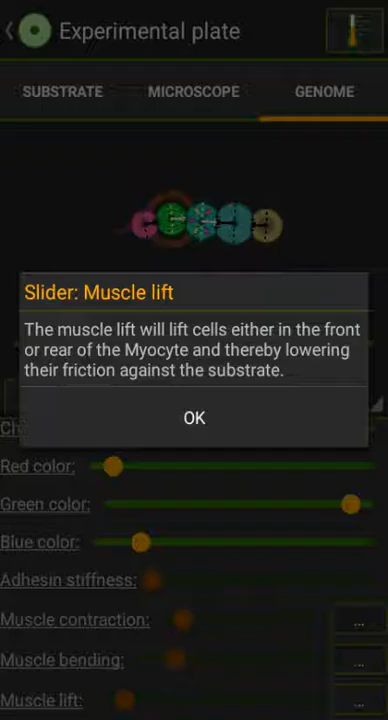 Experimental plate
SUBSTRATE MICROSCOPE GENOME
Slider: Muscle lift
The muscle lift will lift cells either in the front
or rear of the Myocyte and thereby lowering
their friction against the substrate.
OK
Red color:
Green color:
Blue color:
Adhesin stiffness:
Muscle contraction: ...
Muscle bending: ...
Muscle lift: ...